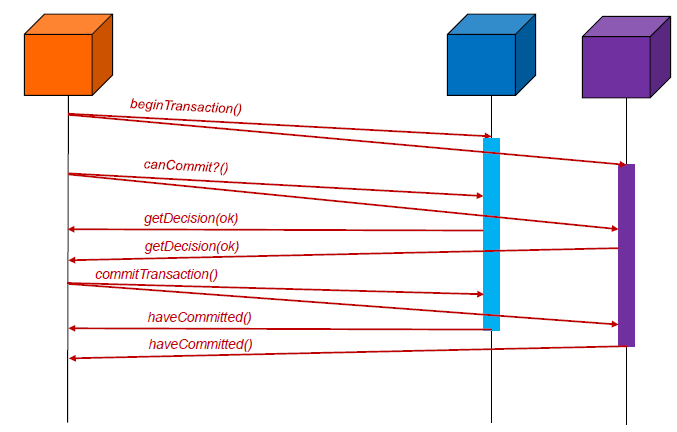 beginTransaction()
canCommit?()
getDecision(ok)
getDecision(ok)
commitTransaction()
haveCommitted()
haveCommitted()